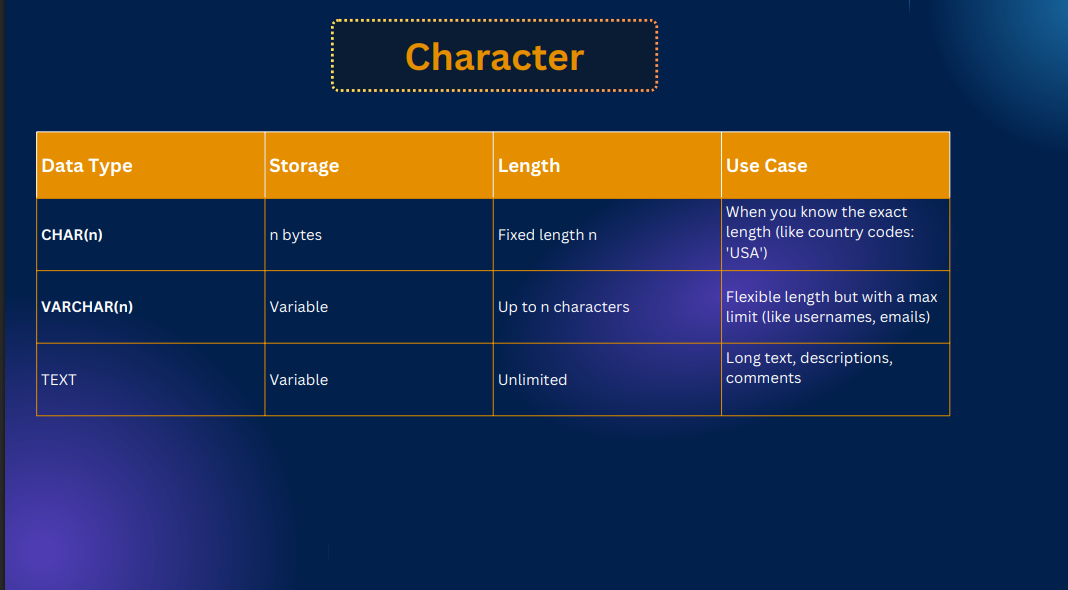 Character
Data Type
Storage
Length
Use Case
CHAR(n)
n bytes
Fixed length n
When you know the exact
length (like country codes:
'USA')
VARCHAR(n)
Variable
Up to n characters
Flexible length but with a max
limit (like usernames, emails)
TEXT
Variable
Unlimited
Long text, descriptions,
comments